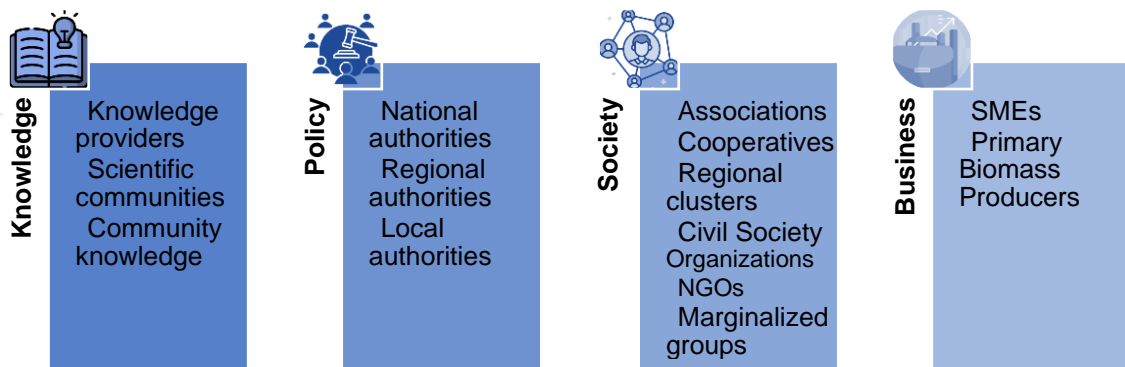 Knowledge
Knowledge
providers
Scientific
communities
Community
knowledge
Policy
National
authorities
Regional
authorities
Local
authorities
Society
Associations
Cooperatives
Regional
clusters
Civil Society
Organizations
NGOs
Marginalized
groups
Business
SMEs
Primary
Biomass
Producers